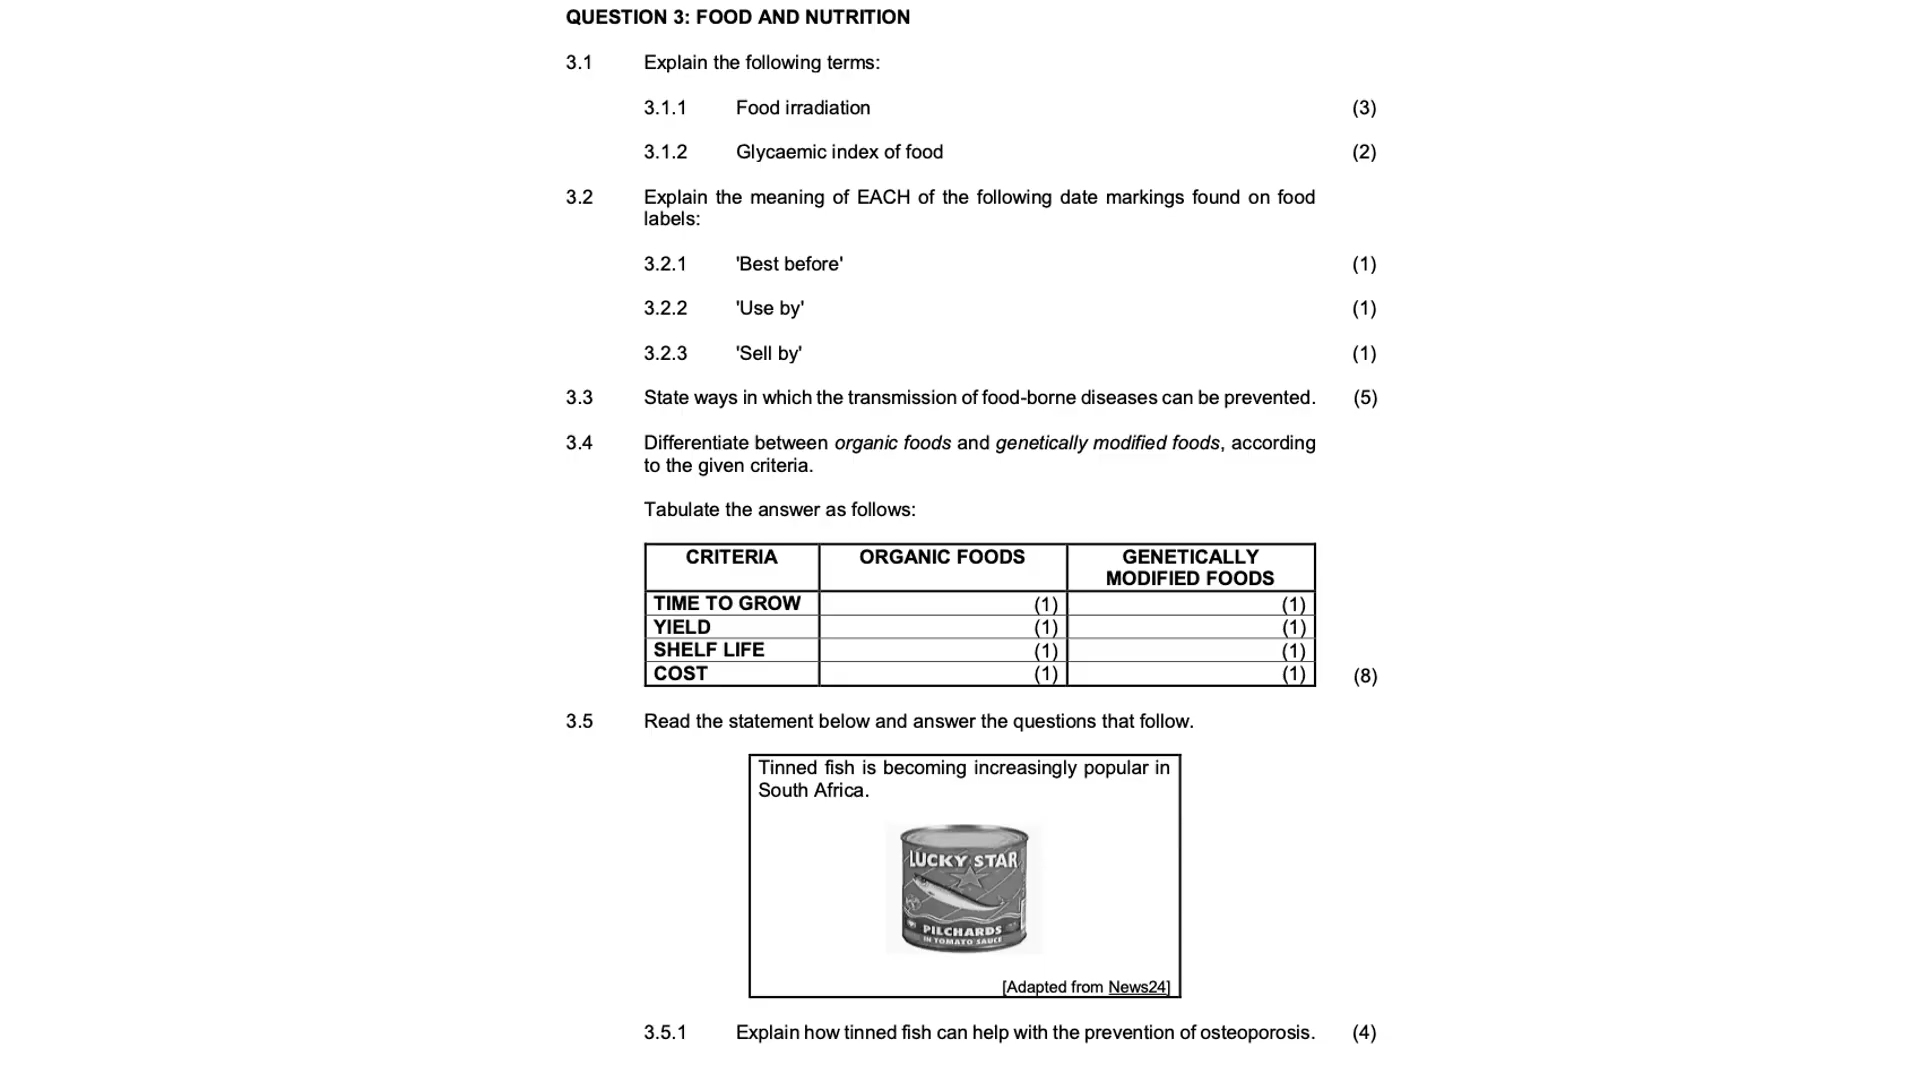 QUESTION 3: FOOD AND NUTRITION
3.1 Explain the following terms:
3.1.1 Food irradiation (3)
3.1.2 Glycaemic index of food (2)
3.2 Explain the meaning of EACH of the following date markings found on food
labels:
3.2.1 'Best before' (1)
3.2.2 'Use by' (1)
3.2.3 'Sell by' (1)
3.3 State ways in which the transmission of food-borne diseases can be prevented. (5)
3.4 Differentiate between organic foods and genetically modified foods, according
to the given criteria.
Tabulate the answer as follows:
CRITERIA ORGANIC FOODS GENETICALLY
MODIFIED FOODS
TIME TO GROW (1) (1)
YIELD (1) (1)
SHELF LIFE (1) (1)
COST (1) (1) (8)
3.5 Read the statement below and answer the questions that follow.
Tinned fish is becoming increasingly popular in
South Africa.
LUCKY STAR
PILCHARDS
IN TOMATO SAUCE
[Adapted from News24]
3.5.1 Explain how tinned fish can help with the prevention of osteoporosis. (4)